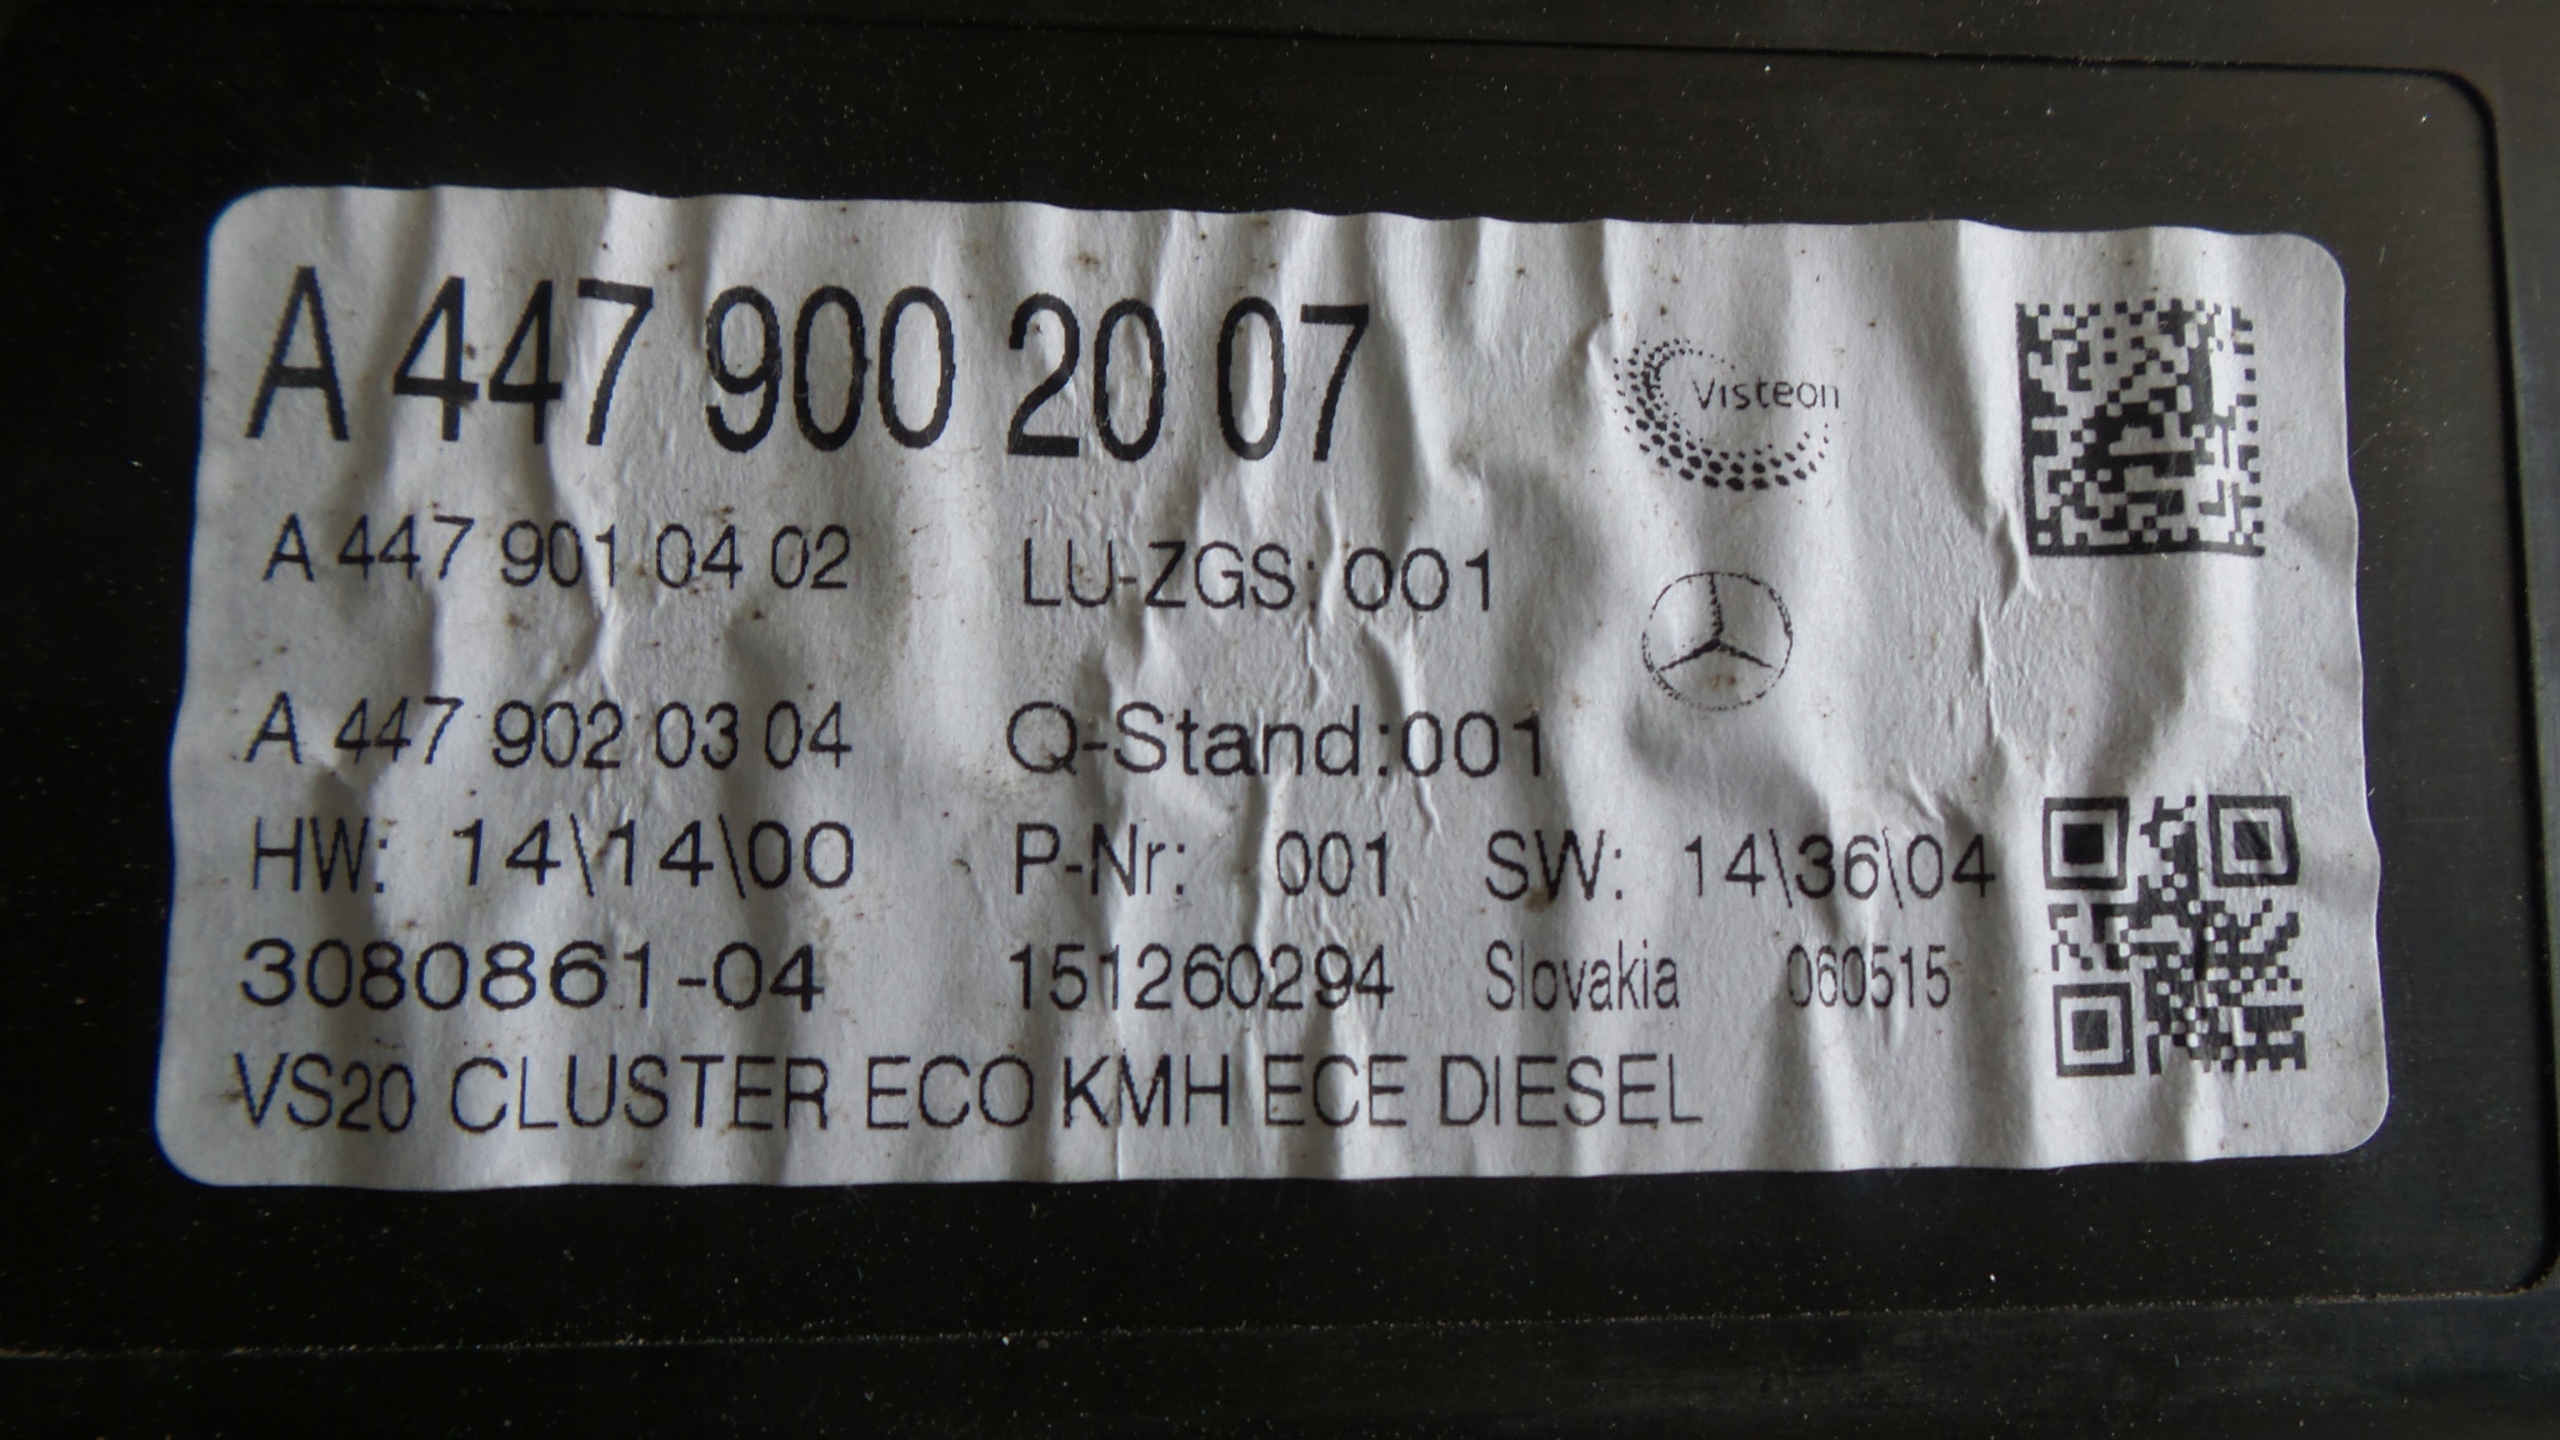 A 447 900 20 07
Visteon
A 447 901 04 02 LU-ZGS: 001
A 447 902 03 04 Q-Stand:001
HW: 14\14\00 P-Nr: 001 SW: 14\36\04
3080861-04 151260294 Slovakia 060515
VS20 CLUSTER ECO KMH ECE DIESEL